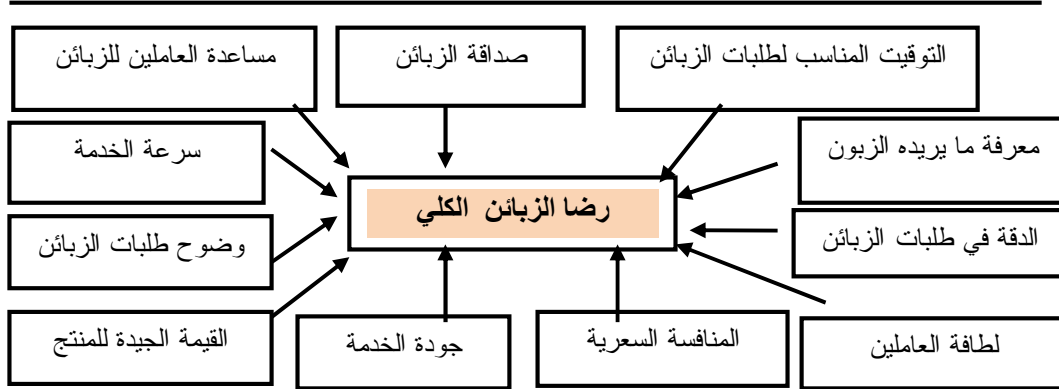 التوقيت المناسب لطلبات الزبائن
صداقة الزبائن
مساعدة العاملين للزبائن
معرفة ما يريده الزبون
سرعة الخدمة
رضا الزبائن الكلي
الدقة في طلبات الزبائن
وضوح طلبات الزبائن
لطافة العاملين
المنافسة السعرية
جودة الخدمة
القيمة الجيدة للمنتج